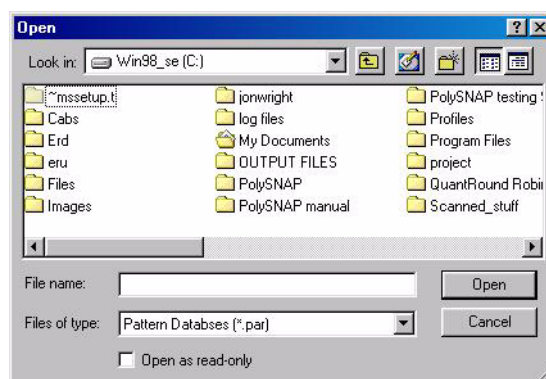 Open
Look in: Win98_se (C:)
~mssetup.t jonwright PolySNAP testing
Cabs log files Profiles
Erd My Documents Program Files
eru OUTPUT FILES project
Files PolySNAP QuantRound Robi
Images PolySNAP manual Scanned_stuff
File name: Open
Files of type: Pattern Databses (*.par) Cancel
Open as read-only